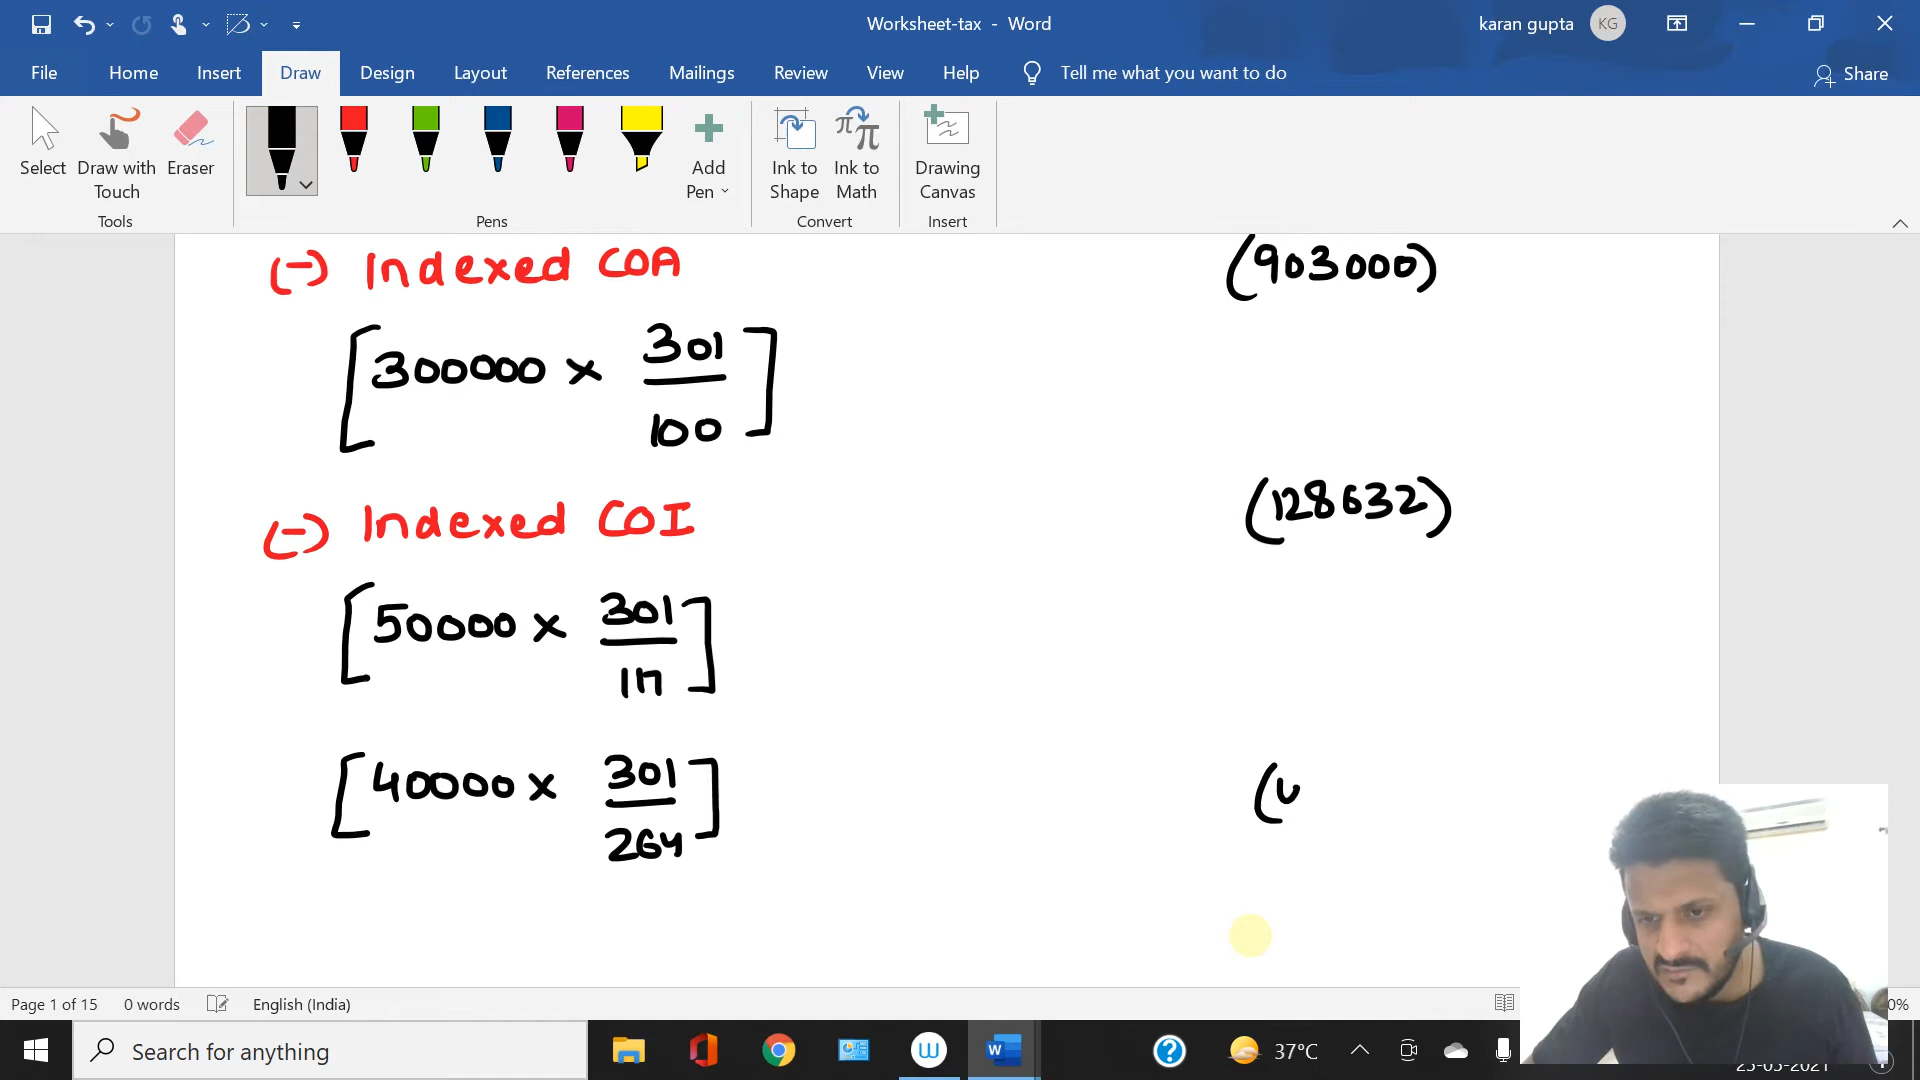 Worksheet-tax - Word
karan gupta KG
File Home Insert Draw Design Layout References Mailings Review View Help Tell me what you want to do Share
Select Draw with Touch Eraser Add Pen Ink to Shape Ink to Math Drawing Canvas
Tools Pens Convert Insert
(-) Indexed COA (903000)
[300000 x 301/100]
(-) Indexed COI (128632)
[50000 x 301/117]
[40000 x 301/264] (4
Page 1 of 15 0 words English (India) 0%
Search for anything W 37°C